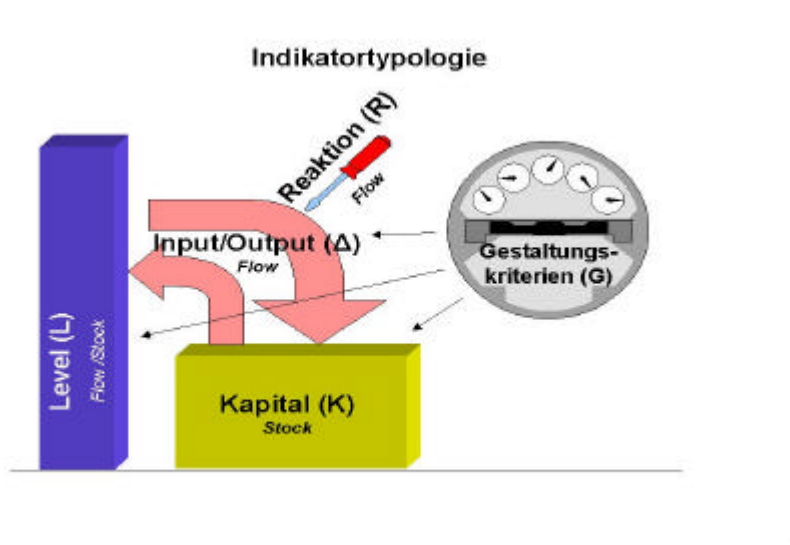 Indikatortypologie
Reaktion (R)
Flow
Input/Output (Δ)
Flow
Gestaltungs-
kriterien (G)
Level (L)
Flow /Stock
Kapital (K)
Stock